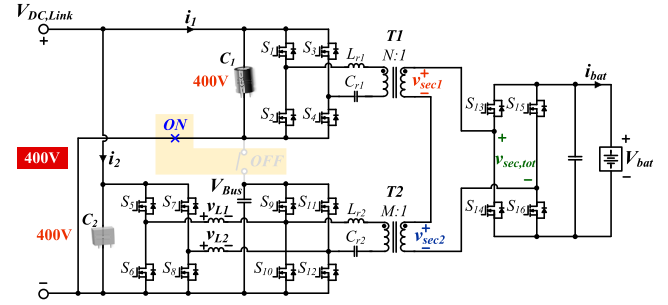 V_DC,Link
+
i_1
C_1
400V
S_1
S_3
L_r1
T1
N:1
C_r1
S_2
S_4
v_sec1
+
−
ON
OFF
400V
i_2
S_13
S_15
i_bat
+
v_sec,tot
−
+
V_bat
−
S_14
S_16
C_2
400V
S_5
S_7
V_Bus
+ v_L1 −
+ v_L2 −
S_9
S_11
L_r2
T2
M:1
C_r2
S_6
S_8
S_10
S_12
+
v_sec2
−
−